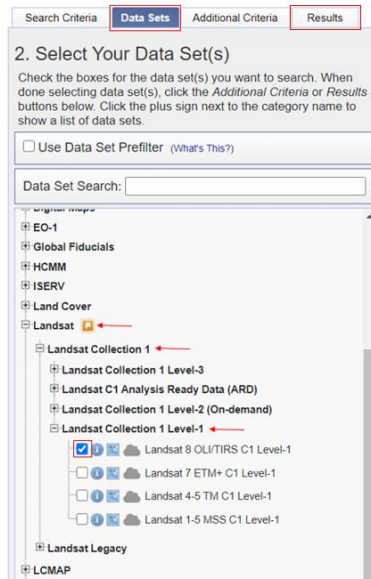 Search Criteria Data Sets Additional Criteria Results
2. Select Your Data Set(s)
Check the boxes for the data set(s) you want to search. When
done selecting data set(s), click the Additional Criteria or Results
buttons below. Click the plus sign next to the category name to
show a list of data sets.
Use Data Set Prefilter (What's This?)
Data Set Search:
Digital Maps
EO-1
Global Fiducials
HCMM
ISERV
Land Cover
Landsat
Landsat Collection 1
Landsat Collection 1 Level-3
Landsat C1 Analysis Ready Data (ARD)
Landsat Collection 1 Level-2 (On-demand)
Landsat Collection 1 Level-1
Landsat 8 OLI/TIRS C1 Level-1
Landsat 7 ETM+ C1 Level-1
Landsat 4-5 TM C1 Level-1
Landsat 1-5 MSS C1 Level-1
Landsat Legacy
LCMAP